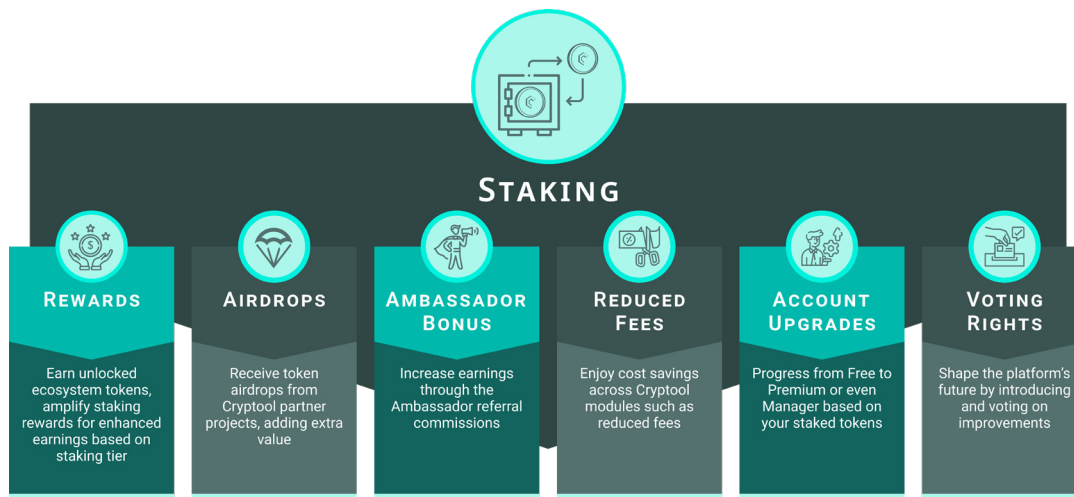 STAKING
REWARDS
Earn unlocked
ecosystem tokens,
amplify staking
rewards for enhanced
earnings based on
staking tier
AIRDROPS
Receive token
airdrops from
Cryptool partner
projects, adding extra
value
AMBASSADOR
BONUS
Increase earnings
through the
Ambassador referral
commissions
REDUCED
FEES
Enjoy cost savings
across Cryptool
modules such as
reduced fees
ACCOUNT
UPGRADES
Progress from Free to
Premium or even
Manager based on
your staked tokens
VOTING
RIGHTS
Shape the platform's
future by introducing
and voting on
improvements